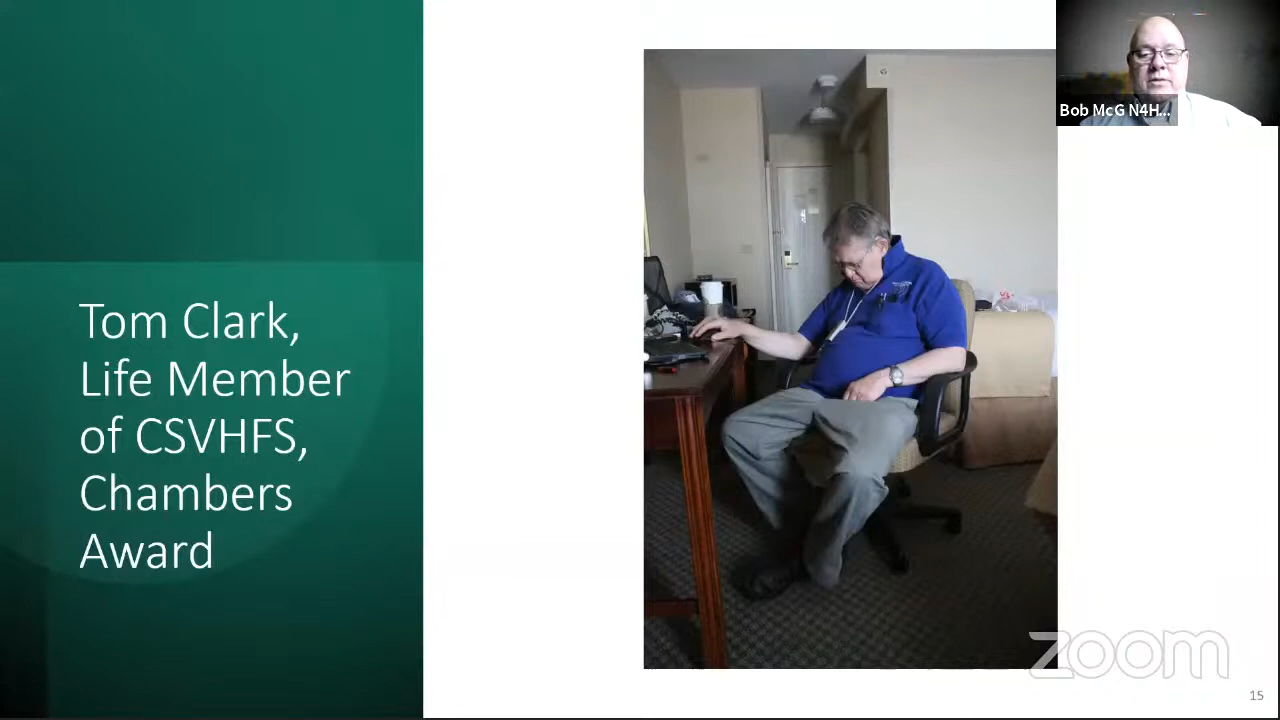 Tom Clark,
Life Member
of CSVHFS,
Chambers
Award
Bob McG N4H...
zoom
15